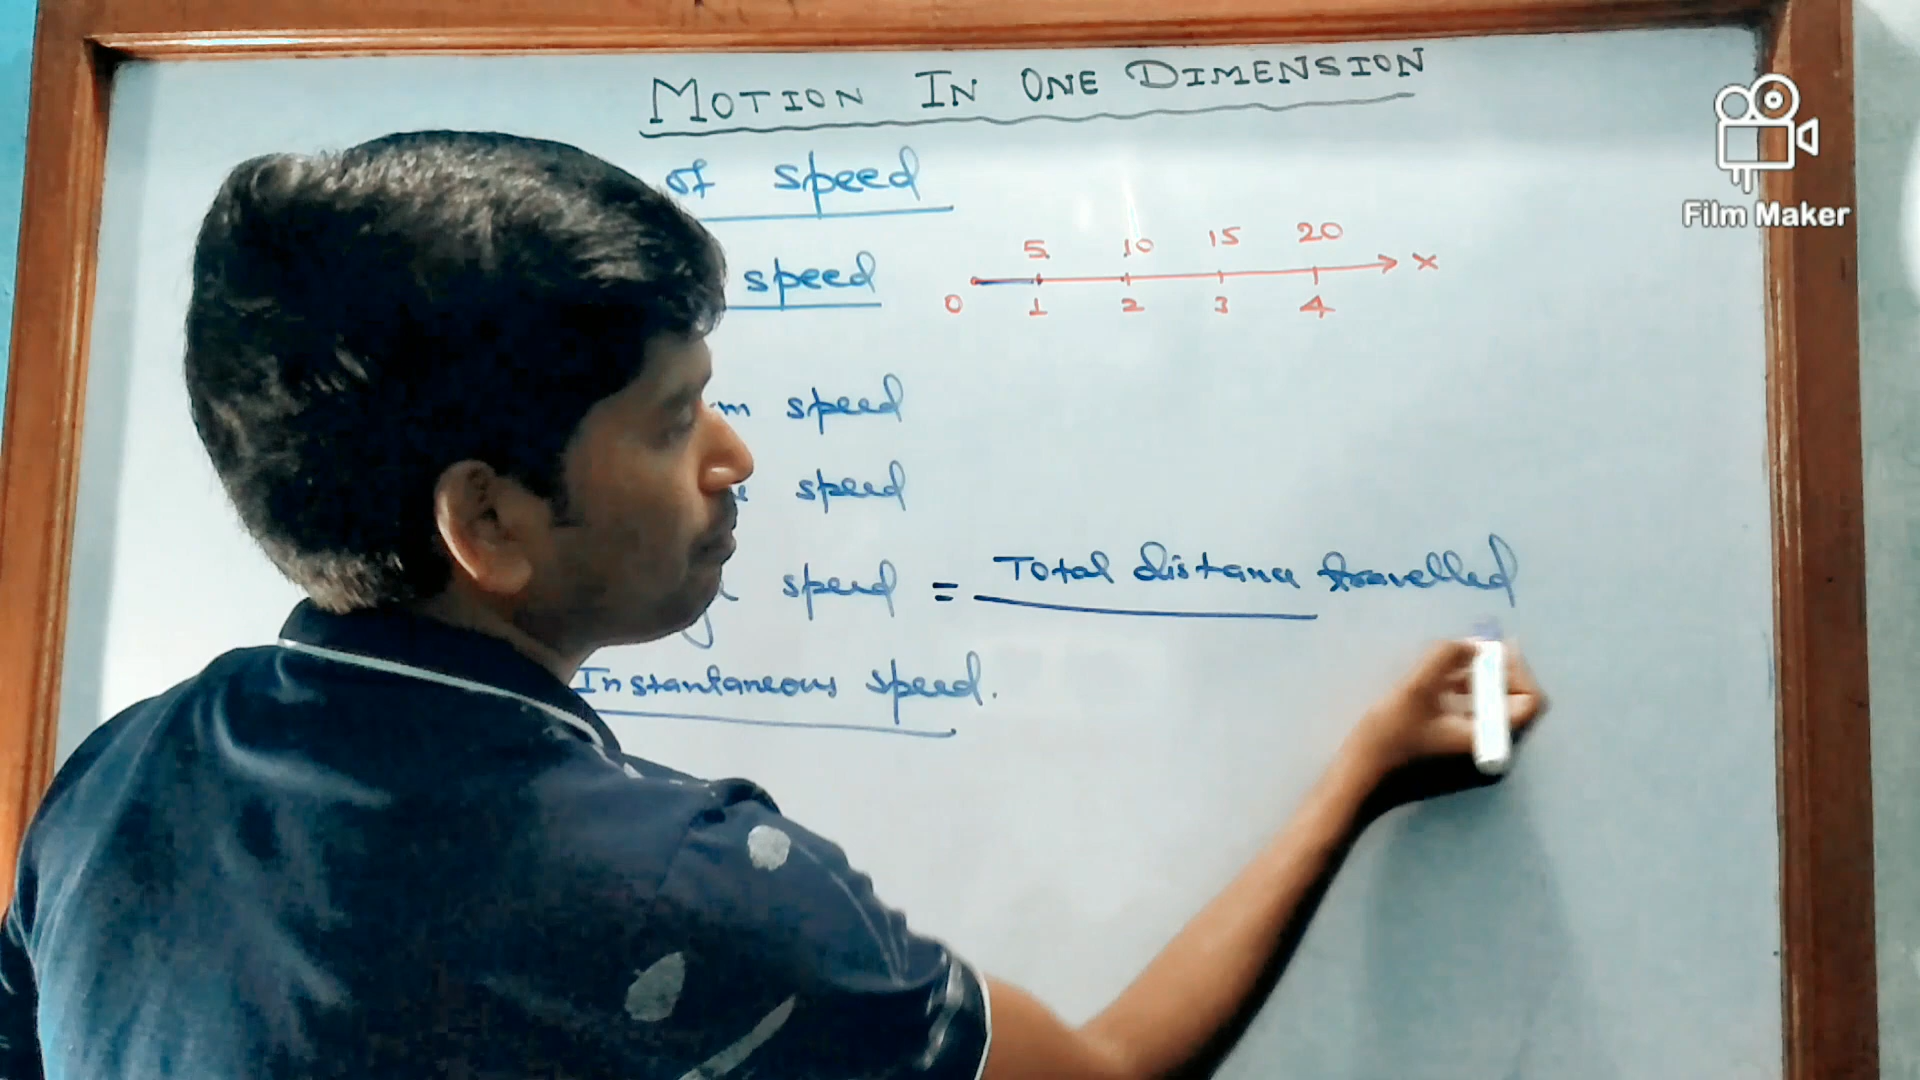 MOTION IN ONE DIMENSION
Film Maker
of speed
5 10 15 20
speed
x
0 1 2 3 4
m speed
speed
speed = Total distance travelled
Instantaneous speed.